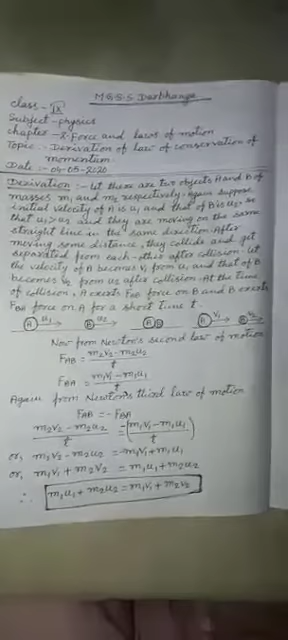 M.G.S.S Darbhanga
Class - IX
Subject - physics
chapter - 2. Force and laws of motion
Topic :- Derivation of law of conservation of
momentum.
Date :- 04-05-2020
Derivation :- let there are two objects A and B of
masses m₁ and m₂ respectively. Again suppose
initial velocity of A is u₁ and that of B is u₂, so
that u₁>u₂ and they are moving on the same
straight line in the same direction. After
moving some distance, they collide and get
separated from each-other after collision. let
the velocity of A becomes v₁ from u₁ and that of B
becomes v₂ from u₂ after collision. At the time
of collision, A exerts FAB force on B and B exerts
FBA force on A for a short time t.
A u₁ B u₂ A B A v₁ B v₂
Now from Newton's second law of motion
FAB = m₂v₂ - m₂u₂ / t
FBA = m₁v₁ - m₁u₁ / t
Again from Newton's third law of motion
FAB = - FBA
m₂v₂ - m₂u₂ / t = -(m₁v₁ - m₁u₁ / t)
or, m₂v₂ - m₂u₂ = -m₁v₁ + m₁u₁
or, m₁v₁ + m₂v₂ = m₁u₁ + m₂u₂
∴ m₁u₁ + m₂u₂ = m₁v₁ + m₂v₂